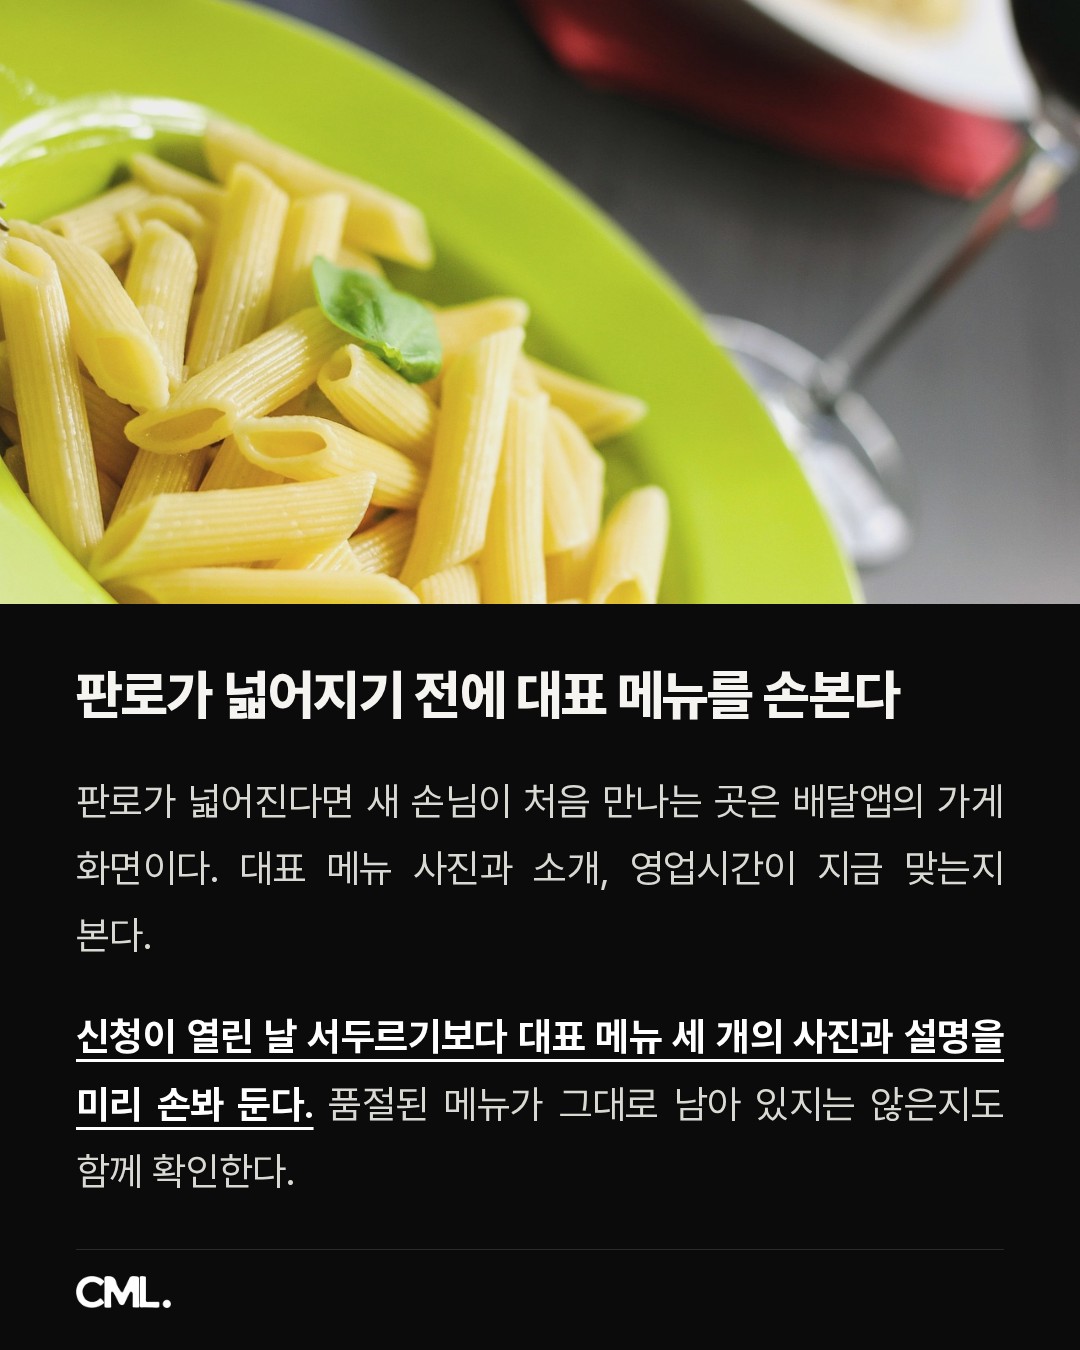 판로가 넓어지기 전에 대표 메뉴를 손본다
판로가 넓어진다면 새 손님이 처음 만나는 곳은 배달앱의 가게
화면이다. 대표 메뉴 사진과 소개, 영업시간이 지금 맞는지
본다.
신청이 열린 날 서두르기보다 대표 메뉴 세 개의 사진과 설명을
미리 손봐 둔다. 품절된 메뉴가 그대로 남아 있지는 않은지도
함께 확인한다.
CML.